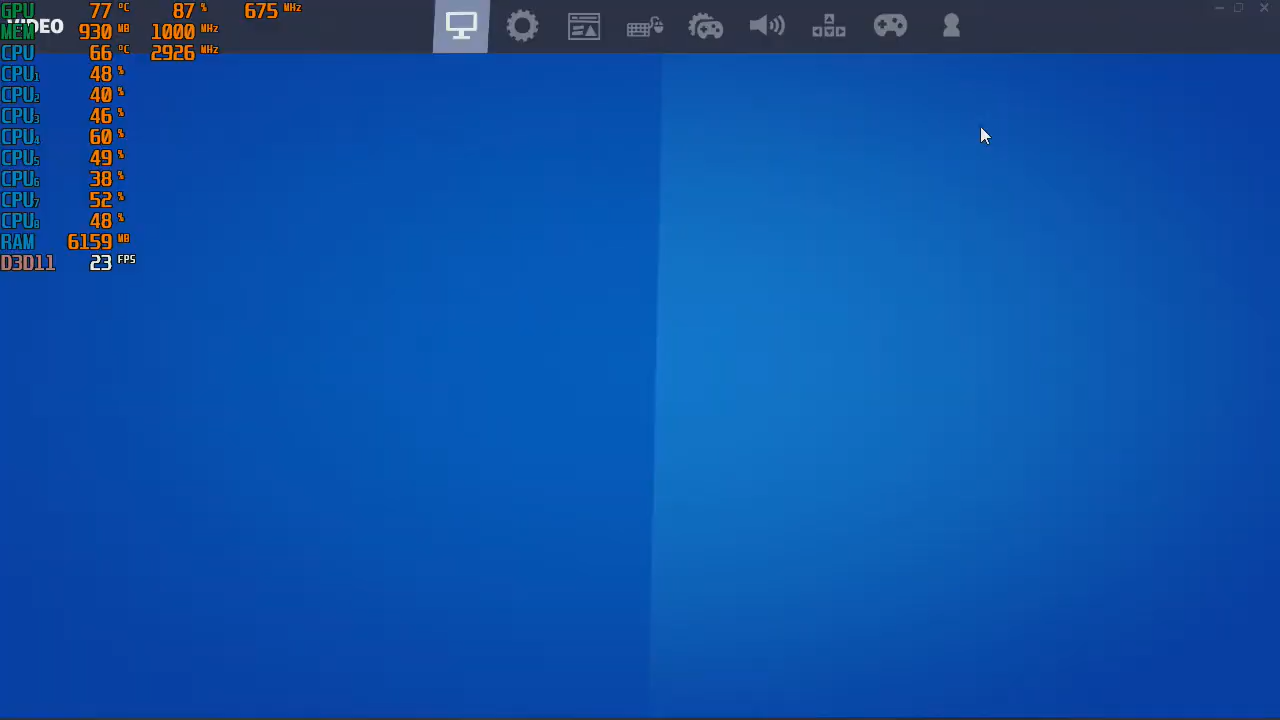 GPU 77 °C 87 % 675 MHz
VIDEO
MEM 930 MB 1000 MHz
CPU 66 °C 2926 MHz
CPU1 48 %
CPU2 40 %
CPU3 46 %
CPU4 60 %
CPU5 49 %
CPU6 38 %
CPU7 52 %
CPU8 48 %
RAM 6159 MB
D3D11 23 FPS